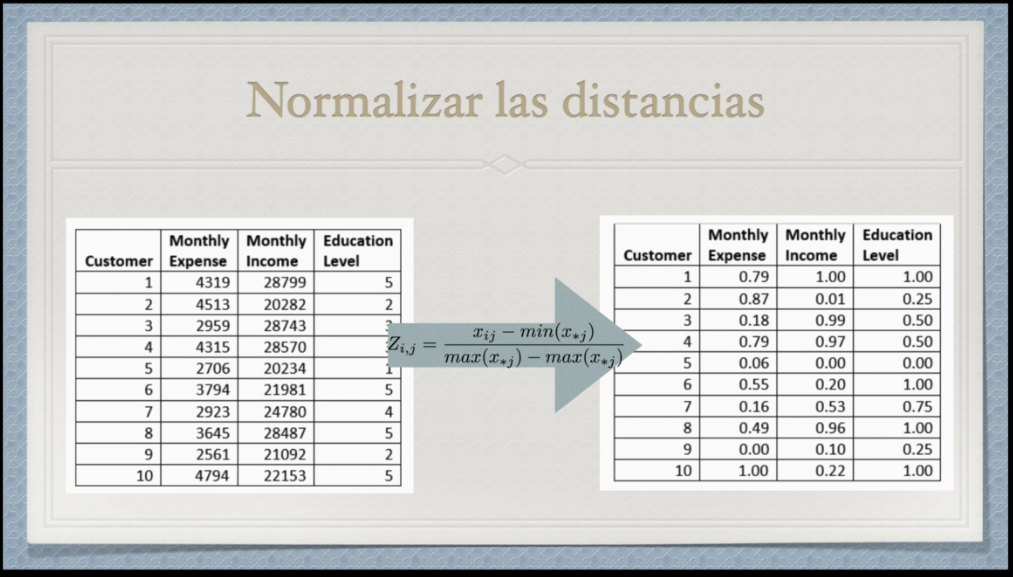 Normalizar las distancias
Customer Monthly Expense Monthly Income Education Level
1 4319 28799 5
2 4513 20282 2
3 2959 28743
4 4315 28570
5 2706 20234 1
6 3794 21981 5
7 2923 24780 4
8 3645 28487 5
9 2561 21092 2
10 4794 22153 5
Z_{i,j} = \frac{x_{ij} - min(x_{*j})}{max(x_{*j}) - max(x_{*j})}
Customer Monthly Expense Monthly Income Education Level
1 0.79 1.00 1.00
2 0.87 0.01 0.25
3 0.18 0.99 0.50
4 0.79 0.97 0.50
5 0.06 0.00 0.00
6 0.55 0.20 1.00
7 0.16 0.53 0.75
8 0.49 0.96 1.00
9 0.00 0.10 0.25
10 1.00 0.22 1.00